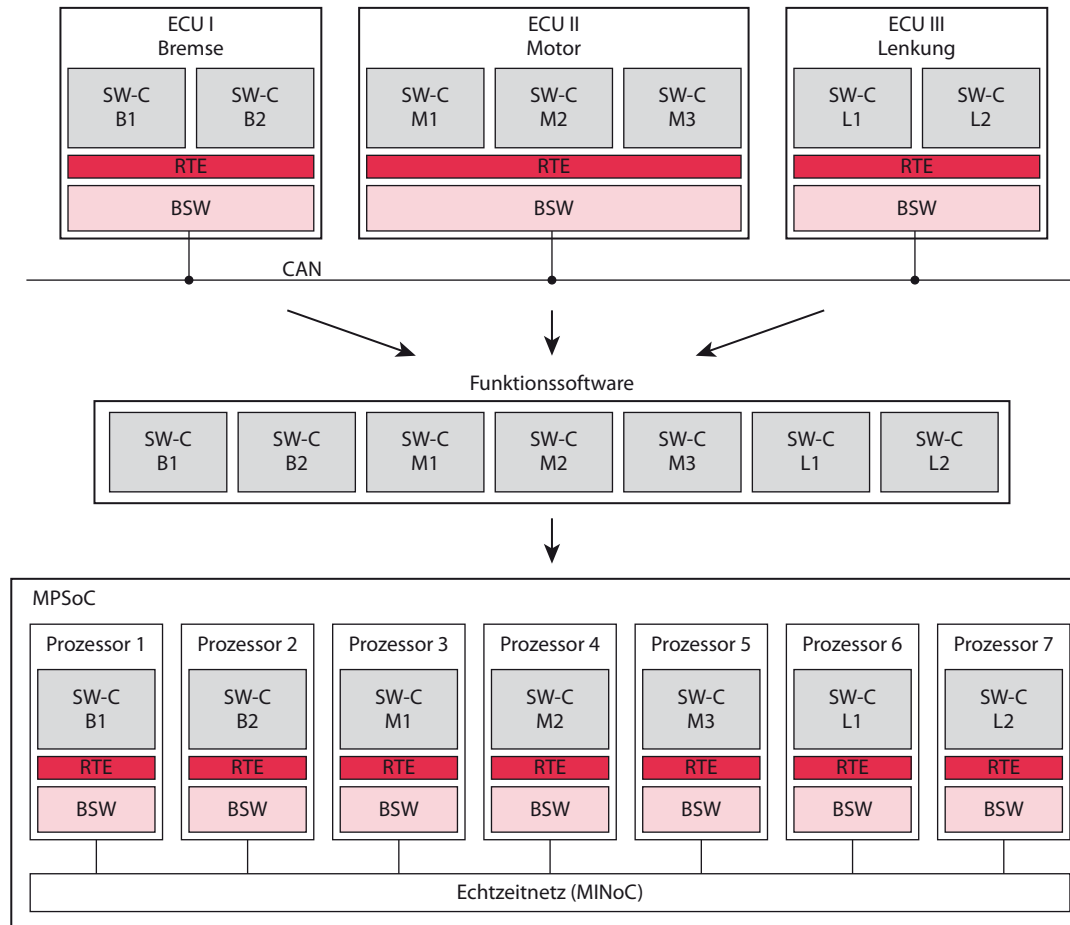 ECU I
Bremse
SW-C
B1
SW-C
B2
RTE
BSW
ECU II
Motor
SW-C
M1
SW-C
M2
SW-C
M3
RTE
BSW
ECU III
Lenkung
SW-C
L1
SW-C
L2
RTE
BSW
CAN
Funktionssoftware
SW-C
B1
SW-C
B2
SW-C
M1
SW-C
M2
SW-C
M3
SW-C
L1
SW-C
L2
MPSoC
Prozessor 1
SW-C
B1
RTE
BSW
Prozessor 2
SW-C
B2
RTE
BSW
Prozessor 3
SW-C
M1
RTE
BSW
Prozessor 4
SW-C
M2
RTE
BSW
Prozessor 5
SW-C
M3
RTE
BSW
Prozessor 6
SW-C
L1
RTE
BSW
Prozessor 7
SW-C
L2
RTE
BSW
Echtzeitnetz (MINoC)